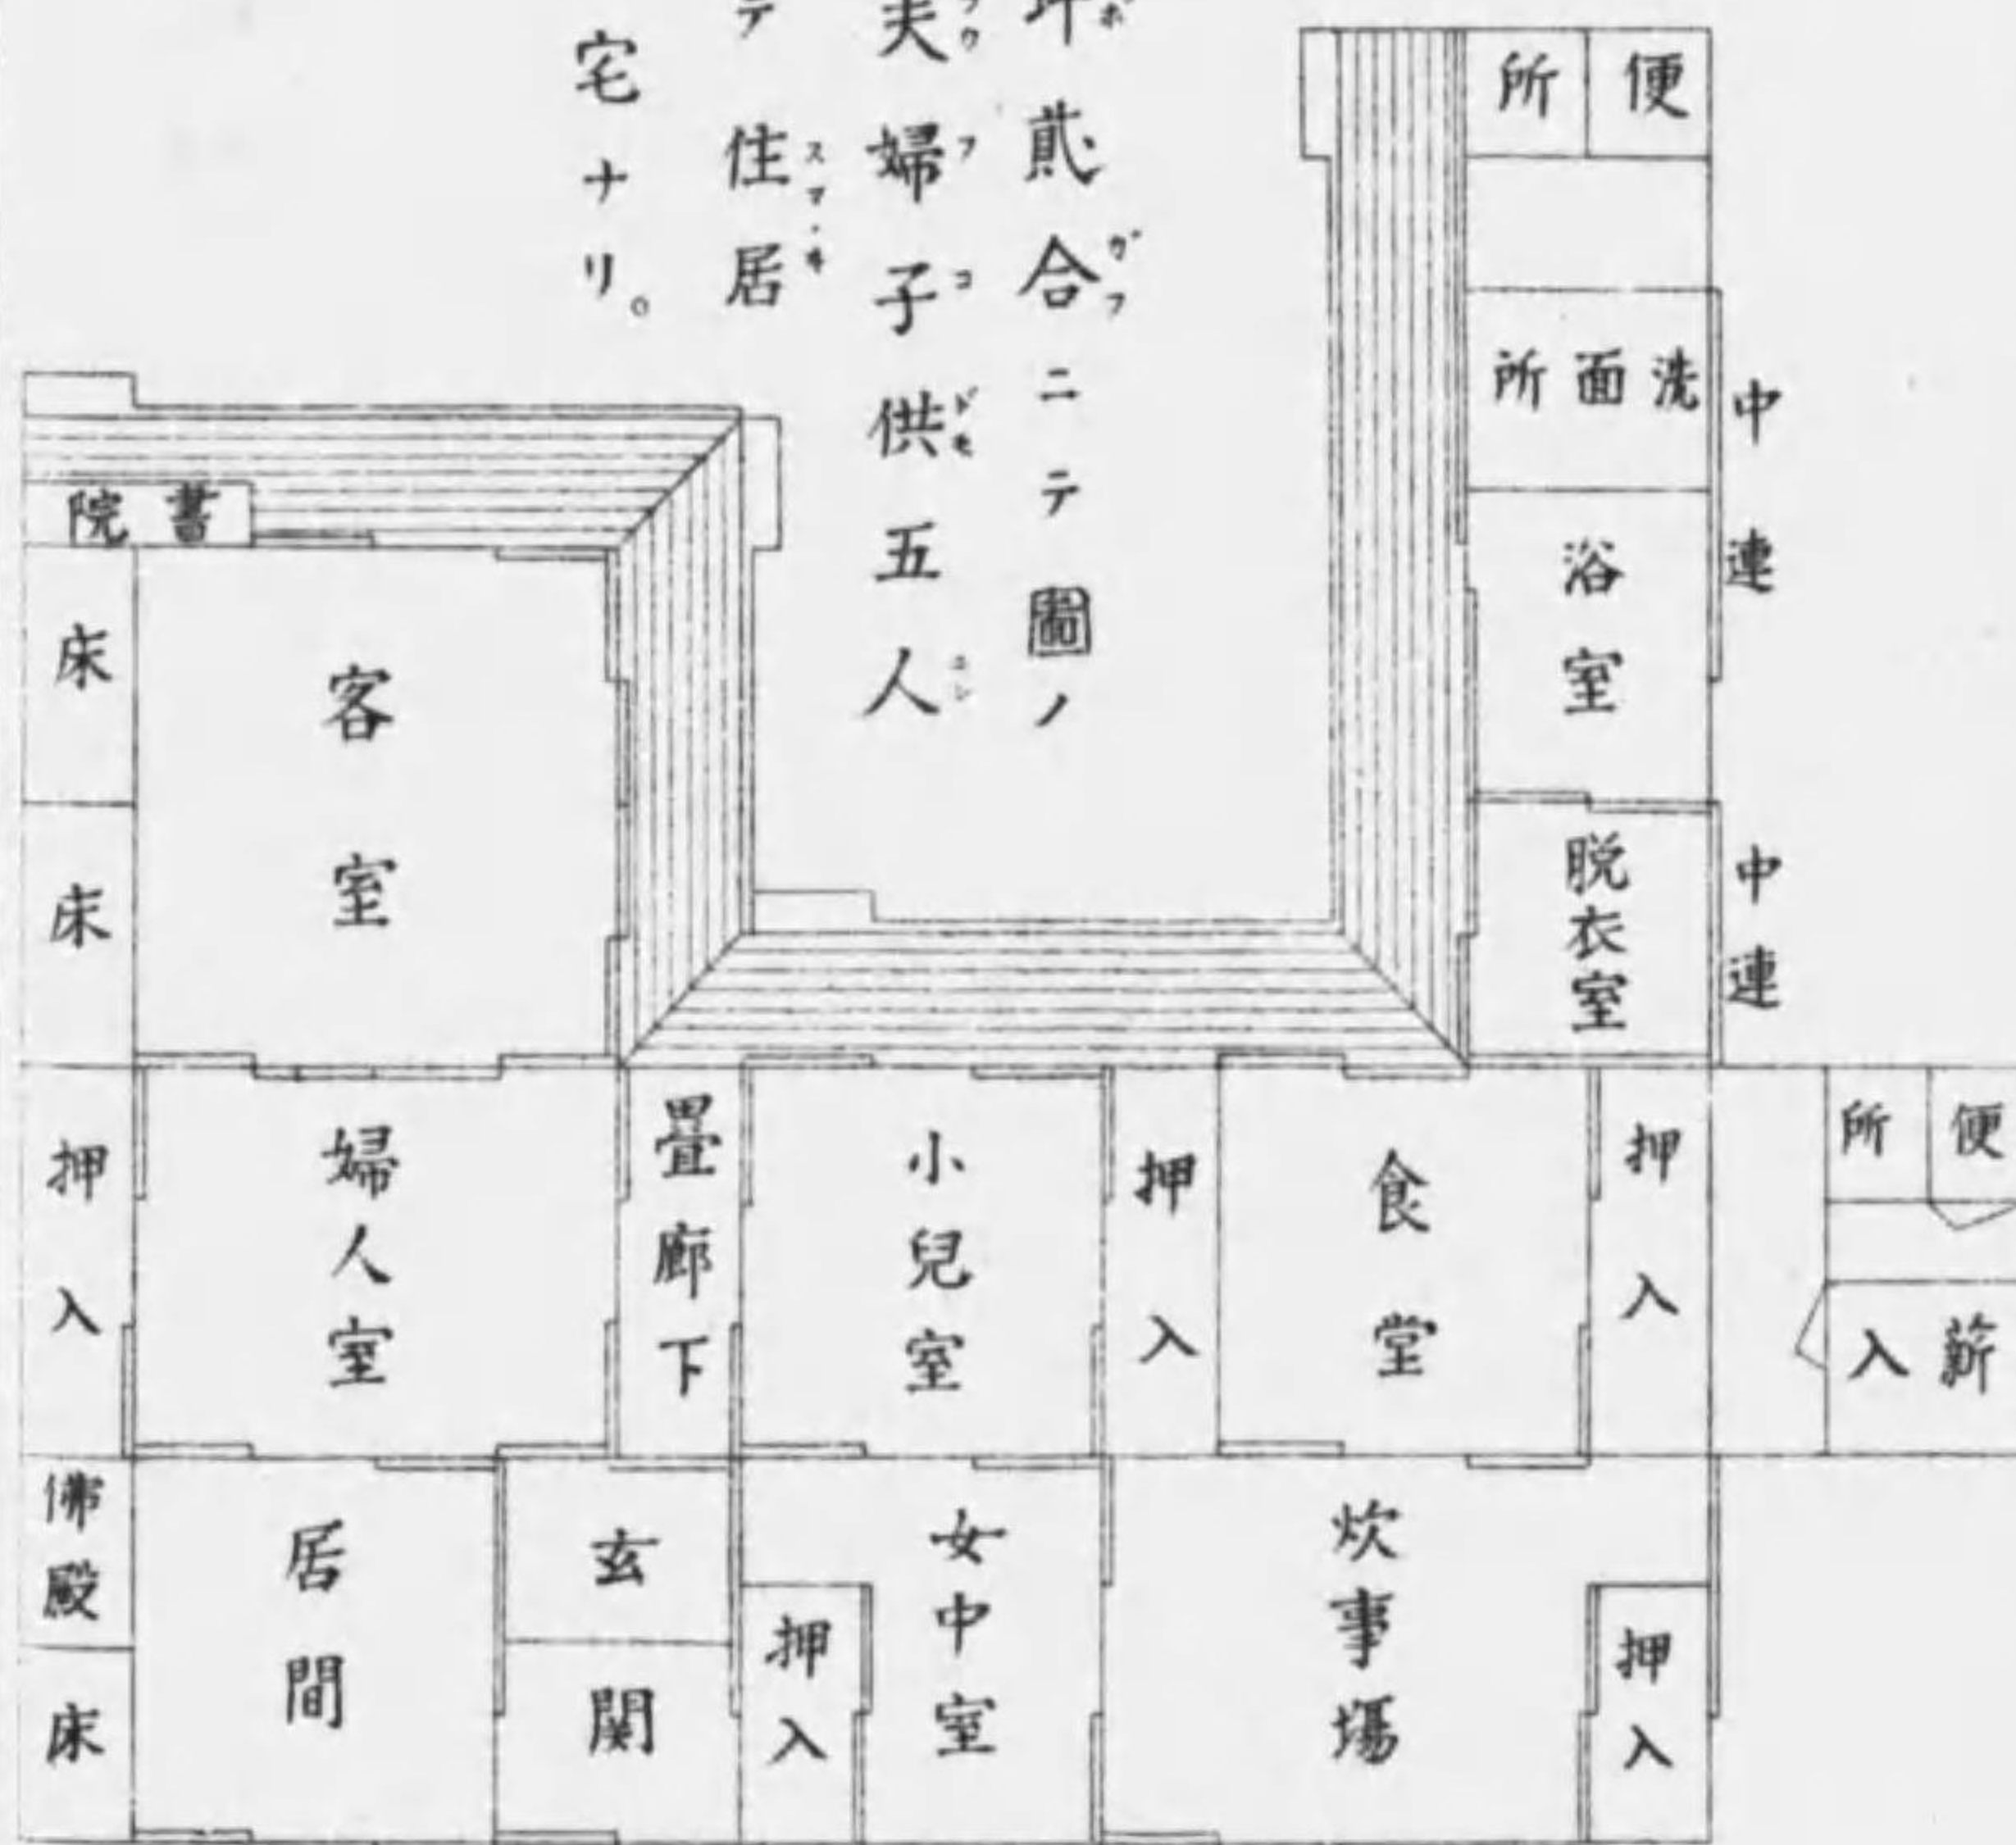 貮合ニテ圖ノ
夫婦子供五人
テ住居
宅ナリ。
便所
洗面所
中連
浴室
脱衣室
中連
書院
床
客室
床
押入
婦人室
畳廊下
小兒室
押入
食堂
押入
便所
薪入
佛殿
居間
床
玄関
女中室
押入
炊事場
押入